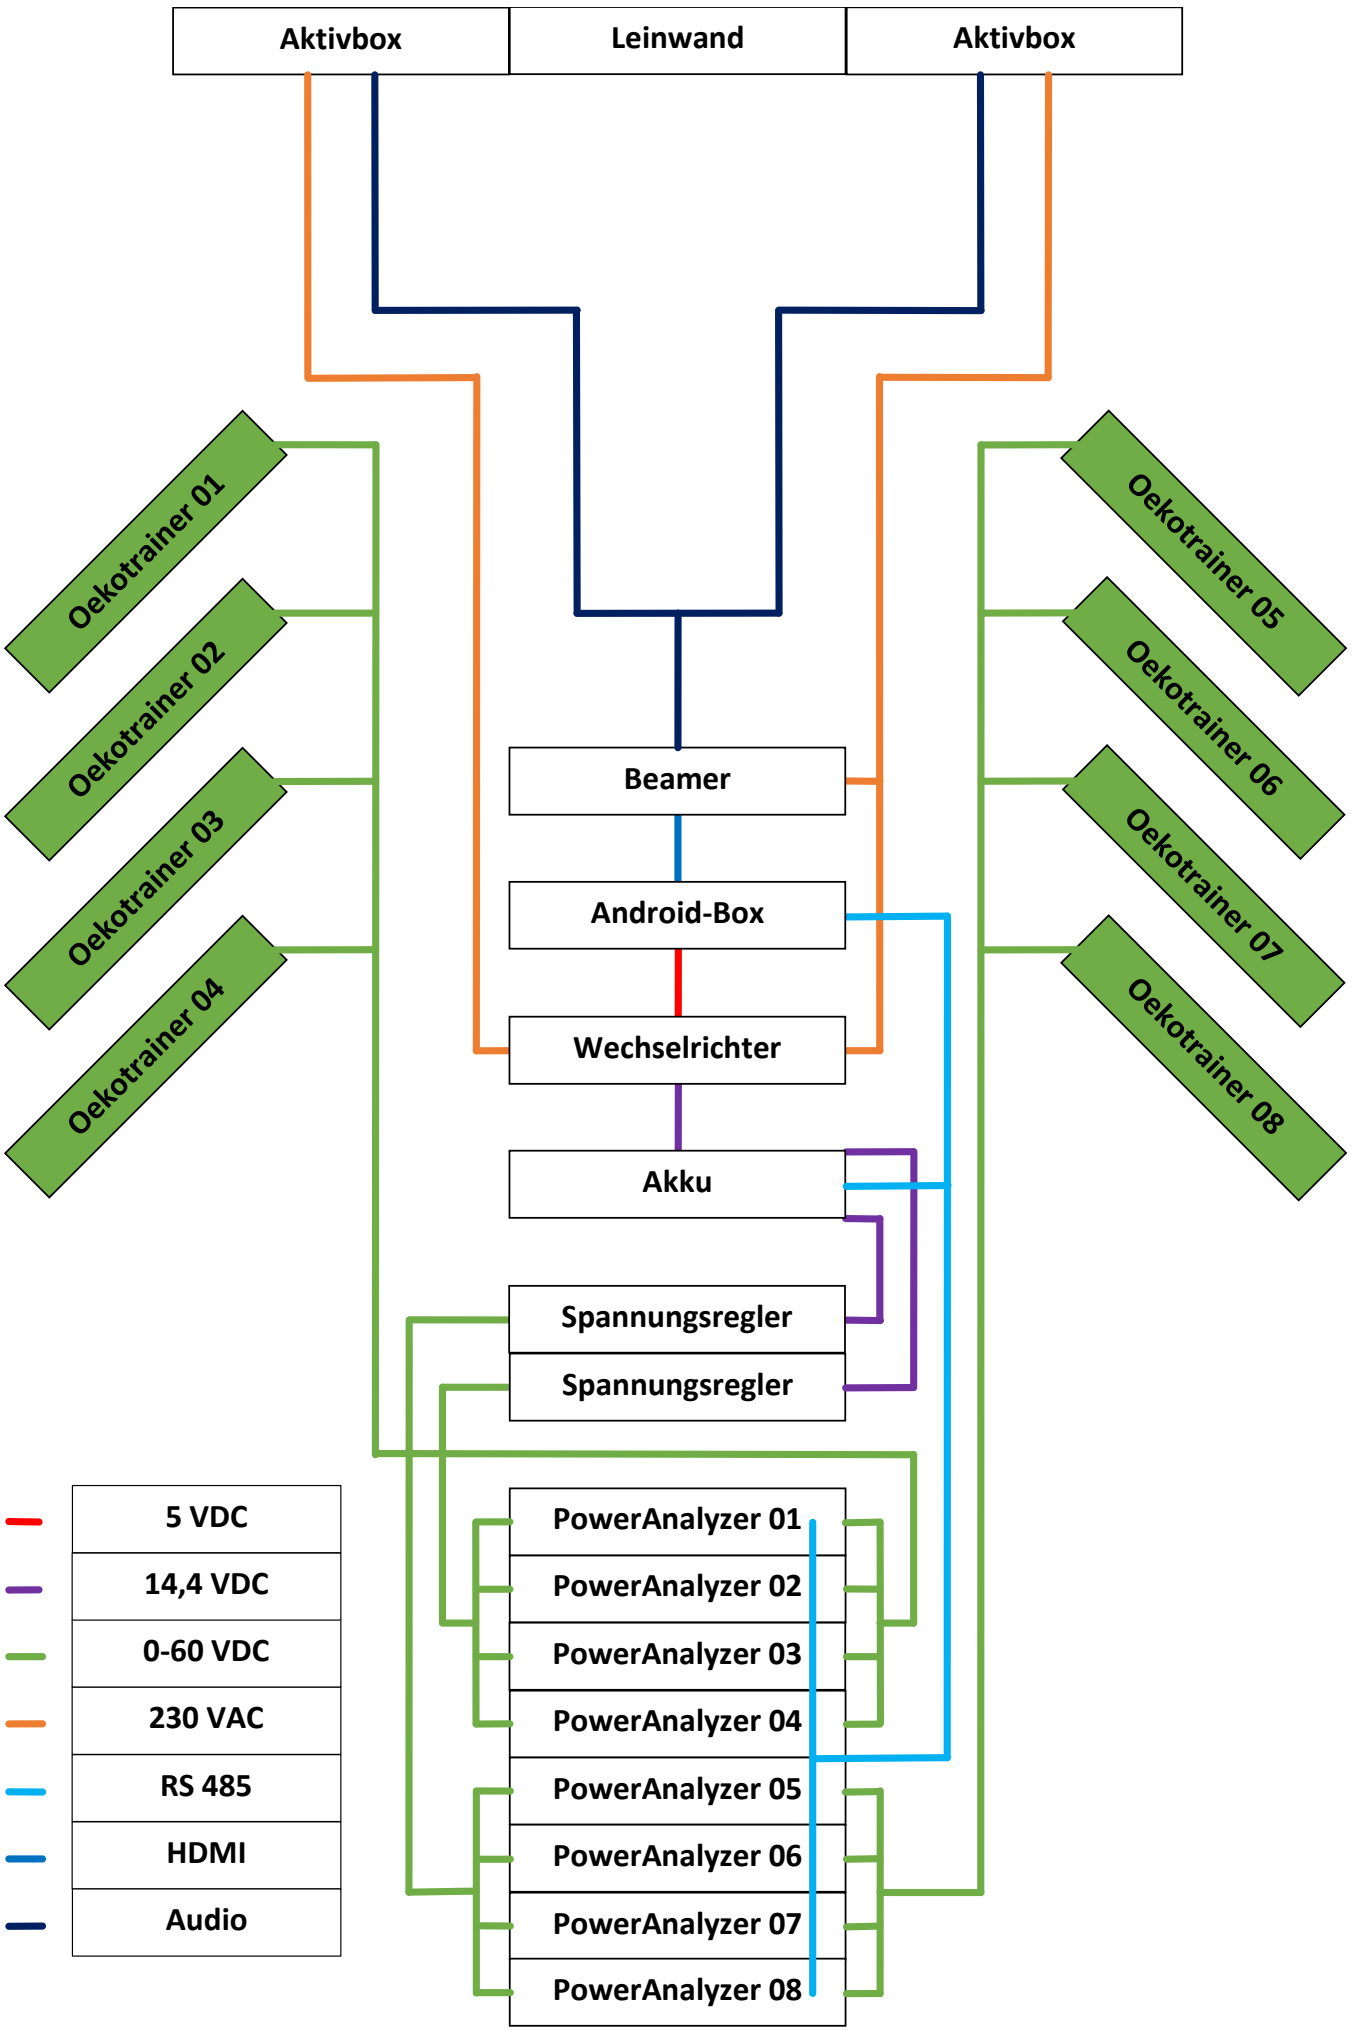 Aktivbox
Leinwand
Aktivbox
Oekotrainer 01
Oekotrainer 02
Oekotrainer 03
Oekotrainer 04
Oekotrainer 05
Oekotrainer 06
Oekotrainer 07
Oekotrainer 08
Beamer
Android-Box
Wechselrichter
Akku
Spannungsregler
Spannungsregler
PowerAnalyzer 01
PowerAnalyzer 02
PowerAnalyzer 03
PowerAnalyzer 04
PowerAnalyzer 05
PowerAnalyzer 06
PowerAnalyzer 07
PowerAnalyzer 08
5 VDC
14,4 VDC
0-60 VDC
230 VAC
RS 485
HDMI
Audio